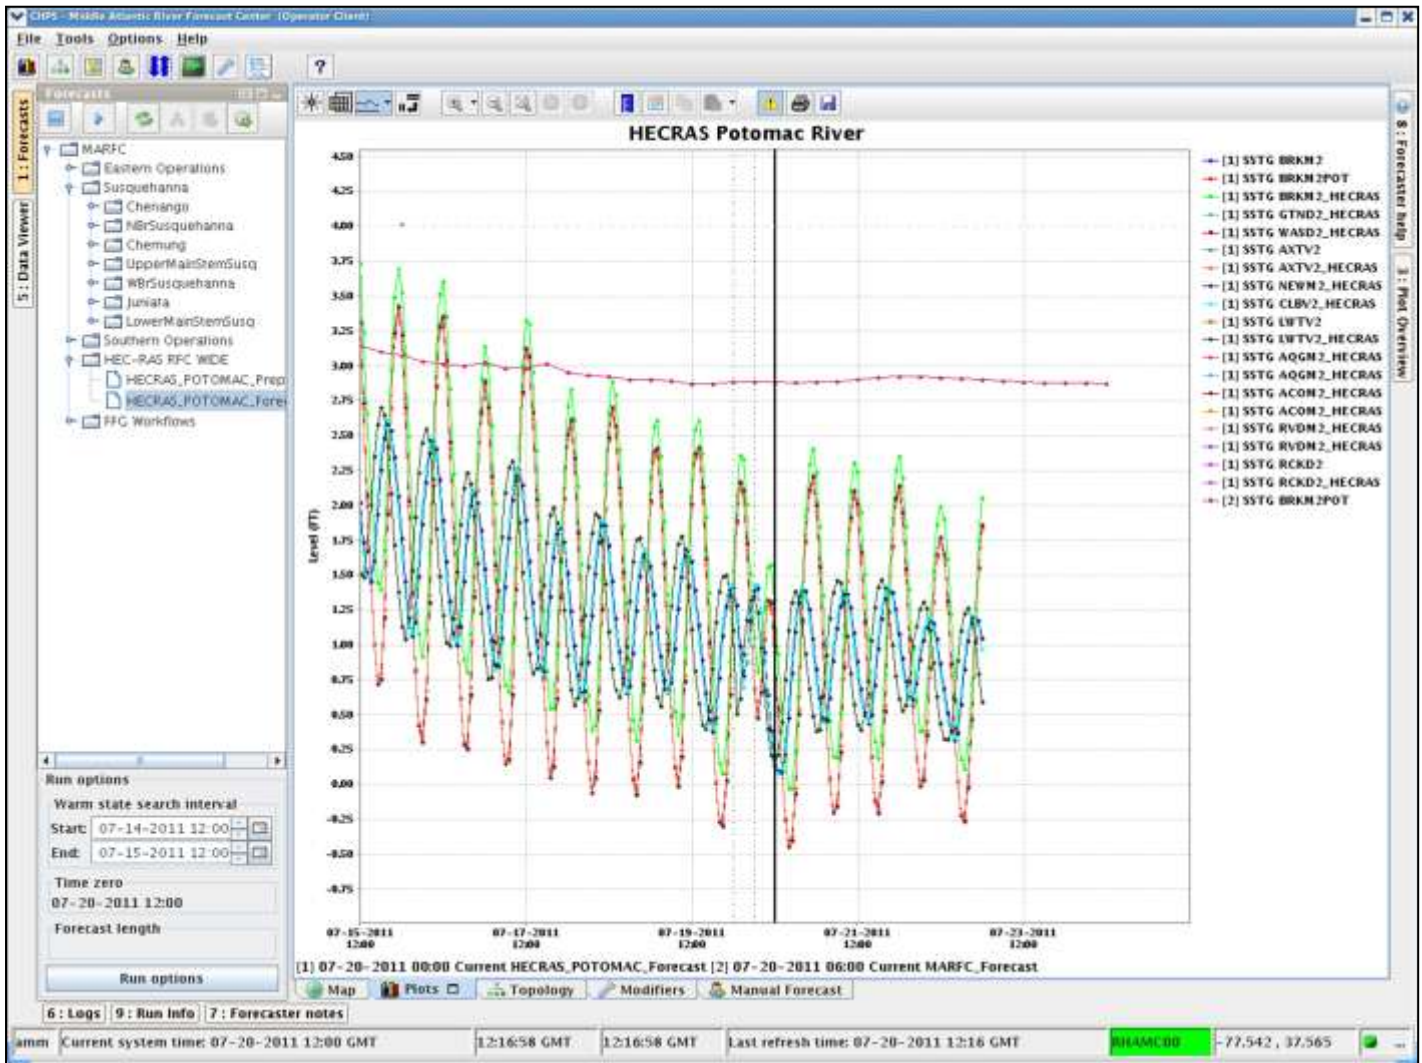 CHPS - Middle Atlantic River Forecast Center (Operator Client)
File Tools Options Help
?
Forecasts
1 : Forecasts
5 : Data Viewer
MARFC
Eastern Operations
Susquehanna
Chenango
NBrSusquehanna
Chemung
UpperMainStemSusq
WBrSusquehanna
Juniata
LowerMainStemSusq
Southern Operations
HEC-RAS RFC WIDE
HECRAS_POTOMAC_Prep
HECRAS_POTOMAC_Fore
FFG Workflows
Run options
Warm state search interval
Start: 07-14-2011 12:00
End: 07-15-2011 12:00
Time zero
07-20-2011 12:00
Forecast length
Run options
HECRAS Potomac River
Level (FT)
4.50
4.25
4.00
3.75
3.50
3.25
3.00
2.75
2.50
2.25
2.00
1.75
1.50
1.25
1.00
0.75
0.50
0.25
0.00
-0.25
-0.50
-0.75
07-15-2011 07-17-2011 07-19-2011 07-21-2011 07-23-2011
12:00 12:00 12:00 12:00 12:00
[1] SSTG BRKM2
[1] SSTG BRKM2POT
[1] SSTG BRKM2_HECRAS
[1] SSTG GTND2_HECRAS
[1] SSTG WASD2_HECRAS
[1] SSTG AXTV2
[1] SSTG AXTV2_HECRAS
[1] SSTG NEWM2_HECRAS
[1] SSTG CLBV2_HECRAS
[1] SSTG LWTV2
[1] SSTG LWTV2_HECRAS
[1] SSTG AQGM2_HECRAS
[1] SSTG AQGM2_HECRAS
[1] SSTG ACOM2_HECRAS
[1] SSTG ACOM2_HECRAS
[1] SSTG RVDM2_HECRAS
[1] SSTG RVDM2_HECRAS
[1] SSTG RCKD2
[1] SSTG RCKD2_HECRAS
[2] SSTG BRKM2POT
8 : Forecaster help
3 : Plot Overview
[1] 07-20-2011 00:00 Current HECRAS_POTOMAC_Forecast [2] 07-20-2011 06:00 Current MARFC_Forecast
Map Plots Topology Modifiers Manual Forecast
6 : Logs 9 : Run Info 7 : Forecaster notes
amm Current system time: 07-20-2011 12:00 GMT 12:16:58 GMT 12:16:58 GMT Last refresh time: 07-20-2011 12:16 GMT -77.542 , 37.565 ...